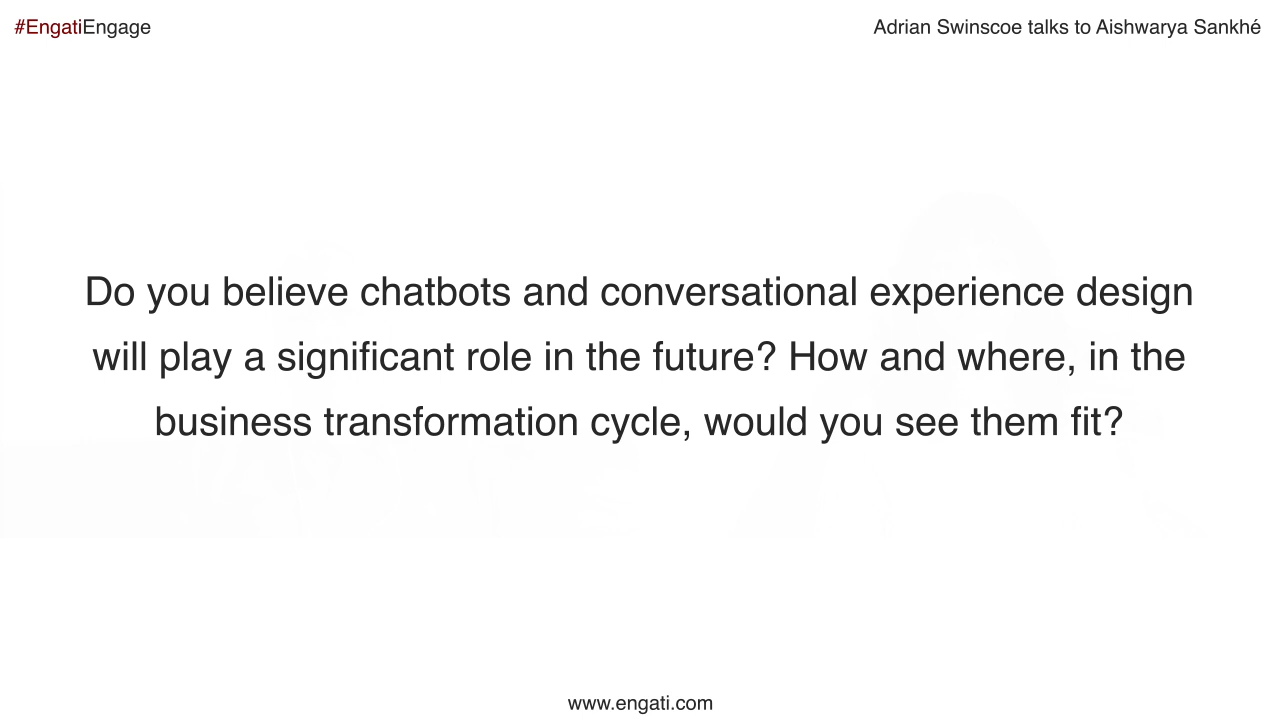 #EngatiEngage
Adrian Swinscoe talks to Aishwarya Sankhé
Do you believe chatbots and conversational experience design
will play a significant role in the future? How and where, in the
business transformation cycle, would you see them fit?
www.engati.com